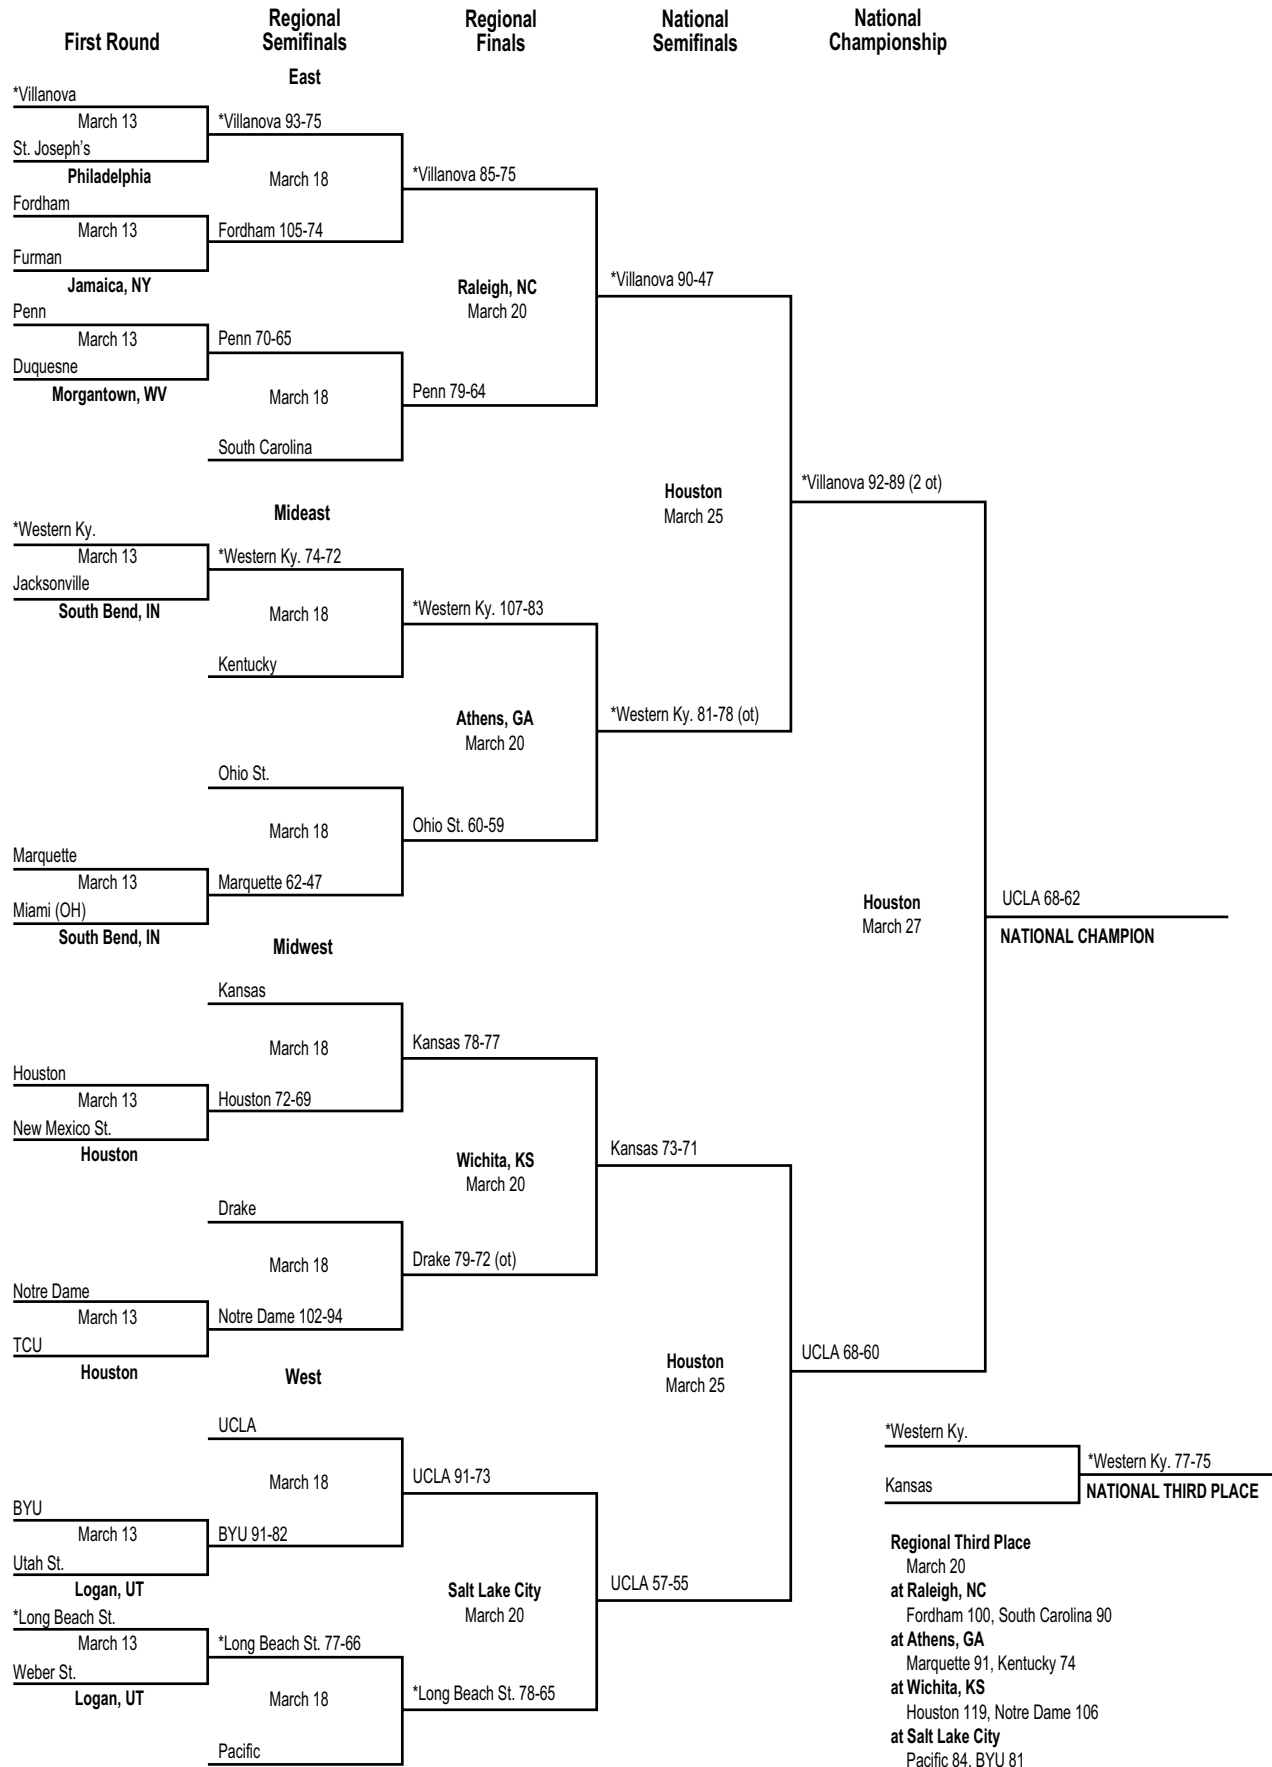 First Round
Regional
Semifinals
Regional
Finals
National
Semifinals
National
Championship
East
*Villanova
March 13
St. Joseph's
Philadelphia
*Villanova 93-75
March 18
Fordham
March 13
Furman
Jamaica, NY
Fordham 105-74
*Villanova 85-75
Penn
March 13
Duquesne
Morgantown, WV
Penn 70-65
March 18
South Carolina
Penn 79-64
Raleigh, NC
March 20
*Villanova 90-47
Mideast
*Western Ky.
March 13
Jacksonville
South Bend, IN
*Western Ky. 74-72
March 18
Kentucky
*Western Ky. 107-83
Athens, GA
March 20
*Western Ky. 81-78 (ot)
Ohio St.
March 18
Ohio St. 60-59
Marquette
March 13
Miami (OH)
South Bend, IN
Marquette 62-47
Houston
March 25
*Villanova 92-89 (2 ot)
Midwest
Kansas
March 18
Kansas 78-77
Houston
March 13
New Mexico St.
Houston
Houston 72-69
Wichita, KS
March 20
Kansas 73-71
Drake
March 18
Drake 79-72 (ot)
Notre Dame
March 13
TCU
Houston
Notre Dame 102-94
West
UCLA
March 18
UCLA 91-73
BYU
March 13
Utah St.
Logan, UT
BYU 91-82
Salt Lake City
March 20
UCLA 57-55
*Long Beach St.
March 13
Weber St.
Logan, UT
*Long Beach St. 77-66
March 18
Pacific
*Long Beach St. 78-65
Houston
March 25
UCLA 68-60
Houston
March 27
UCLA 68-62
NATIONAL CHAMPION
*Western Ky.
Kansas
*Western Ky. 77-75
NATIONAL THIRD PLACE
Regional Third Place
March 20
at Raleigh, NC
Fordham 100, South Carolina 90
at Athens, GA
Marquette 91, Kentucky 74
at Wichita, KS
Houston 119, Notre Dame 106
at Salt Lake City
Pacific 84, BYU 81